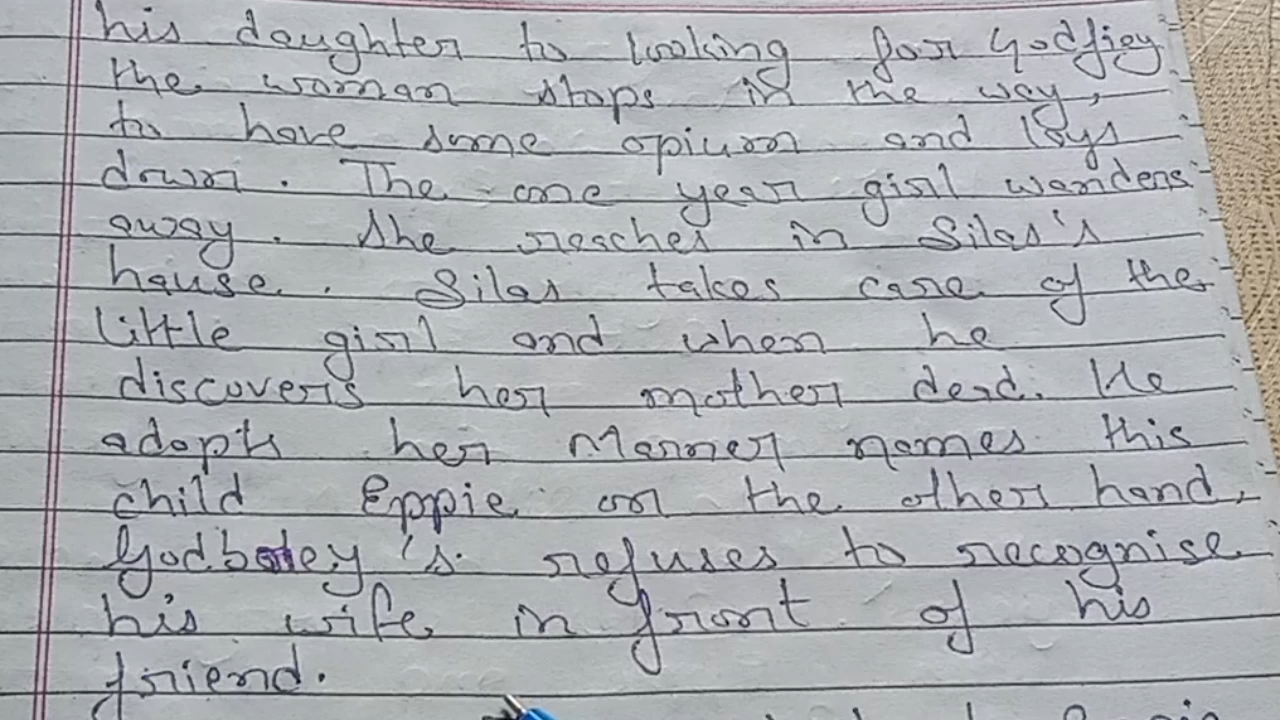 his daughter to looking for Godfiey
the woman stops in the way,
to have some opium and lays
down. The one year girl wanders
away. She reaches in Silas's
hause. Silas takes care of the
little girl and when he
discovers her mother dead. He
adopts her Marner names this
child Eppie on the other hand,
Godbotey's refuses to recognise
his wife in front of his
friend.